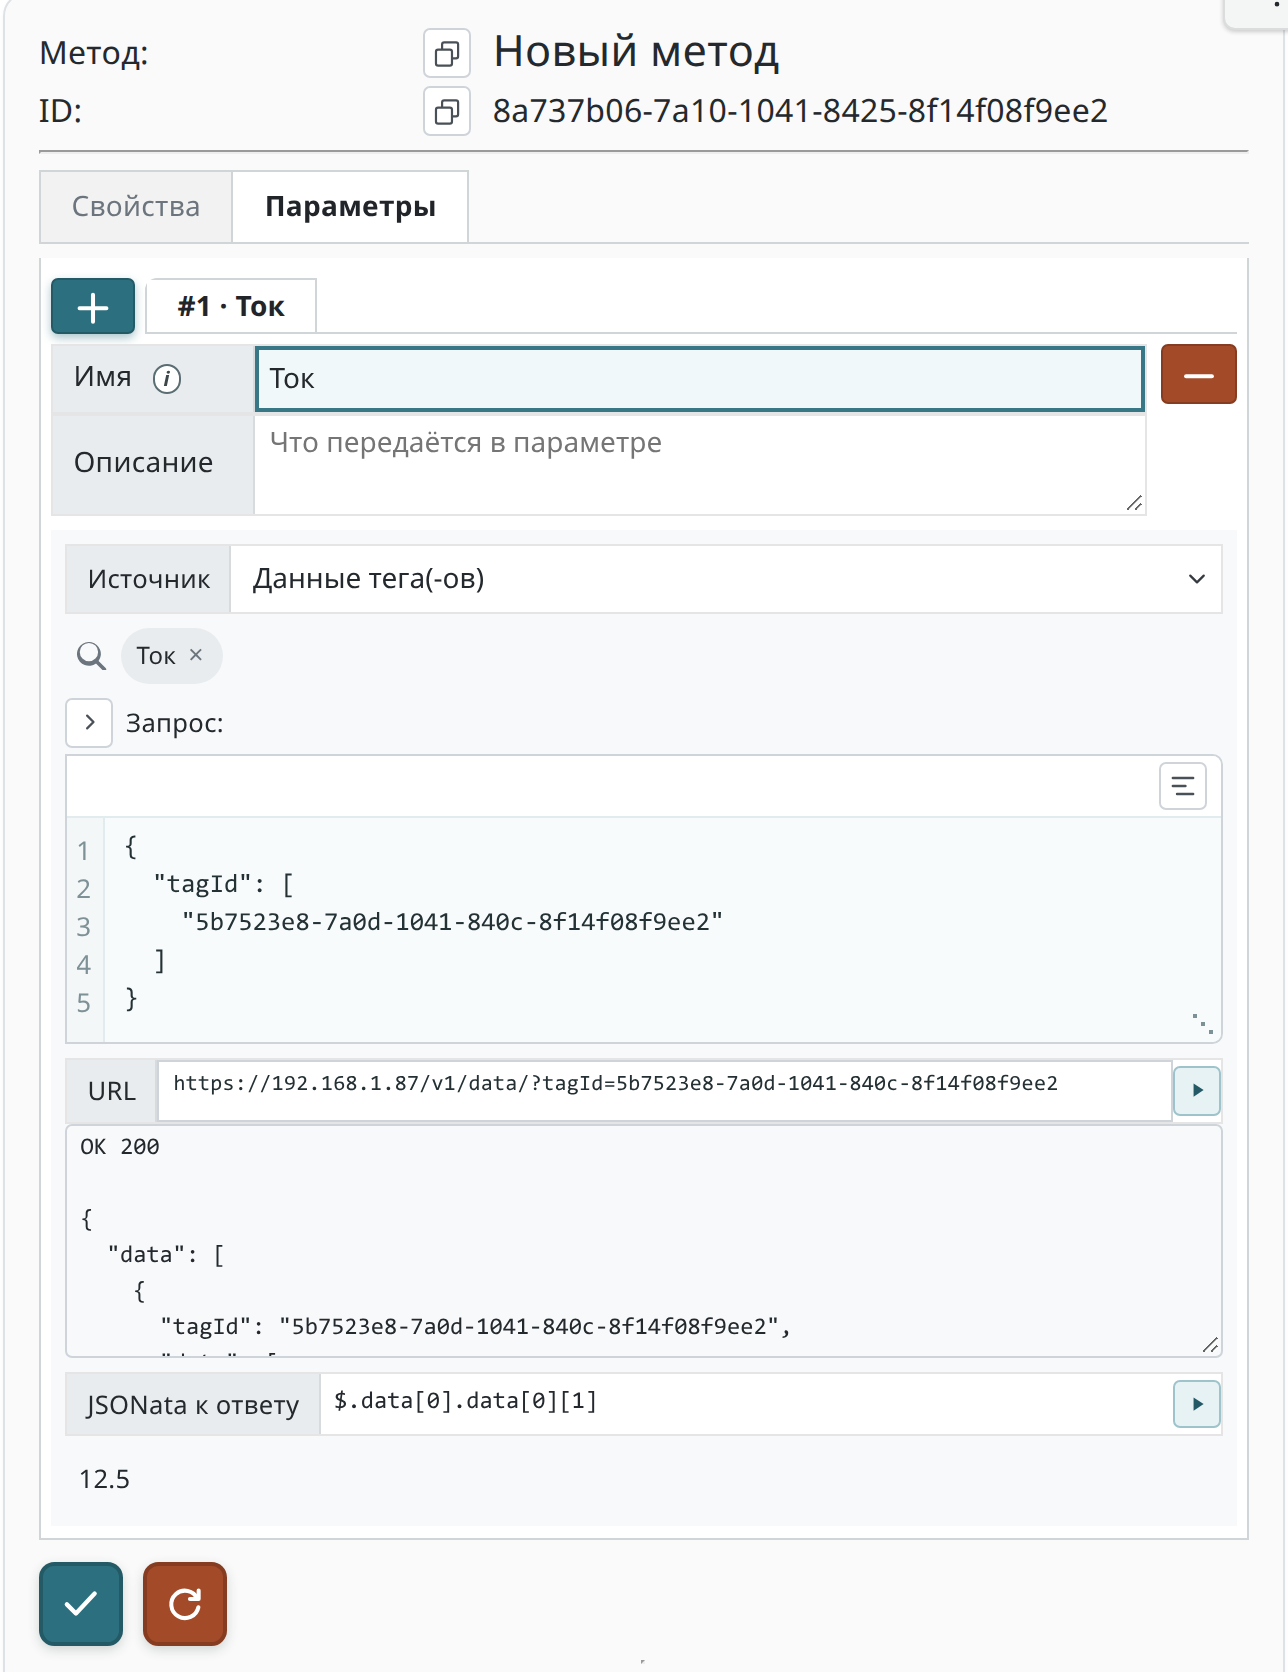 Метод:
Новый метод
ID:
8a737b06-7a10-1041-8425-8f14f08f9ee2
Свойства
Параметры
#1 · Ток
Имя
Ток
Описание
Что передаётся в параметре
Источник
Данные тега(-ов)
Ток ×
Запрос:
1 {
2 "tagId": [
3 "5b7523e8-7a0d-1041-840c-8f14f08f9ee2"
4 ]
5 }
URL
https://192.168.1.87/v1/data/?tagId=5b7523e8-7a0d-1041-840c-8f14f08f9ee2
OK 200
{
"data": [
{
"tagId": "5b7523e8-7a0d-1041-840c-8f14f08f9ee2",
JSONata к ответу
$.data[0].data[0][1]
12.5